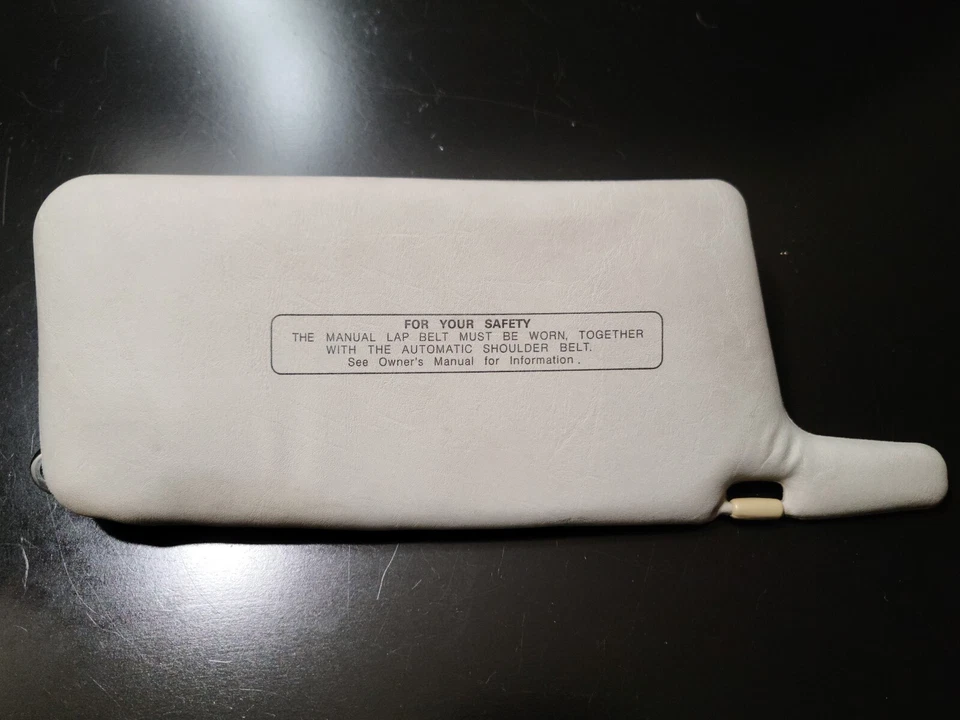 FOR YOUR SAFETY
THE MANUAL LAP BELT MUST BE WORN, TOGETHER
WITH THE AUTOMATIC SHOULDER BELT.
See Owner's Manual for Information.